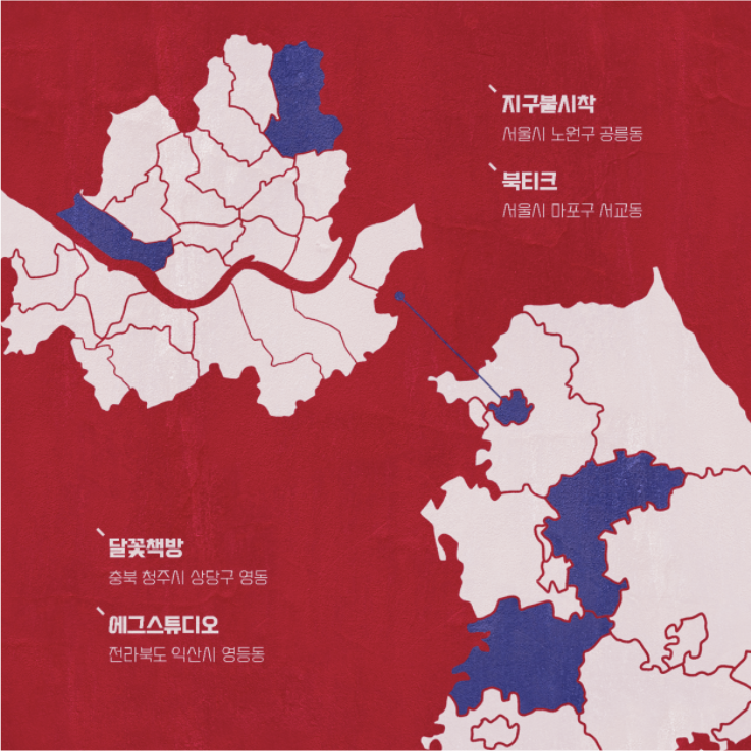 지구불시착
서울시 노원구 공릉동
북티크
서울시 마포구 서교동
달꽃책방
충북 청주시 상당구 영동
에그스튜디오
전라북도 익산시 영등동